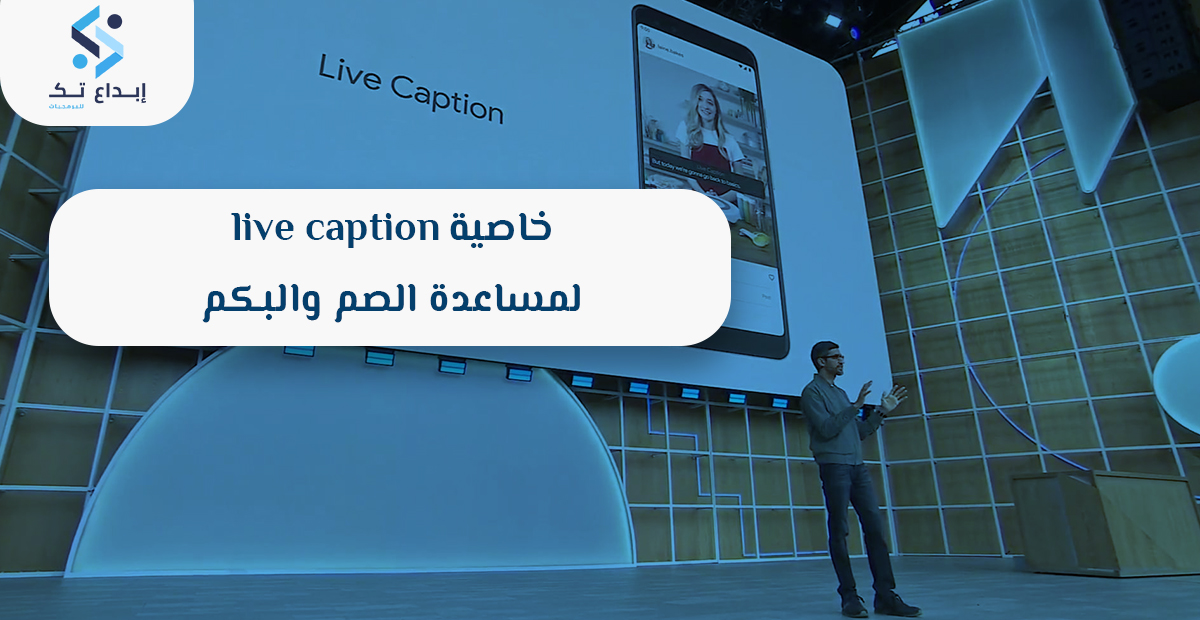 إبداع تك
للبرمجيات
Live Caption
But today we're gonna go back to basics.
خاصية live caption
لمساعدة الصم والبكم